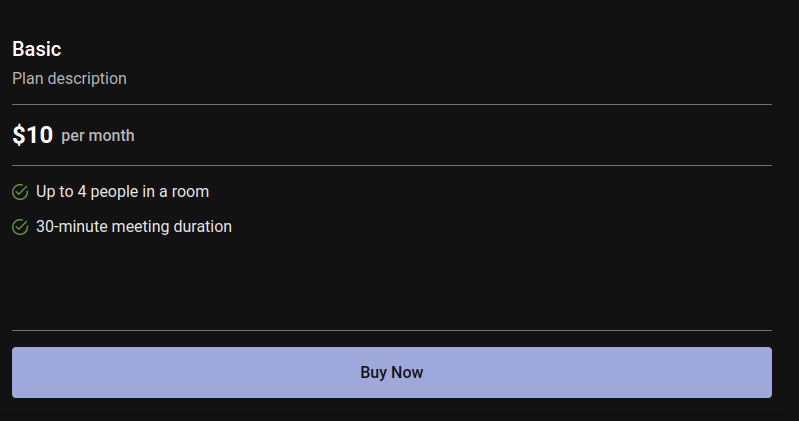 Basic
Plan description
$10 per month
Up to 4 people in a room
30-minute meeting duration
Buy Now